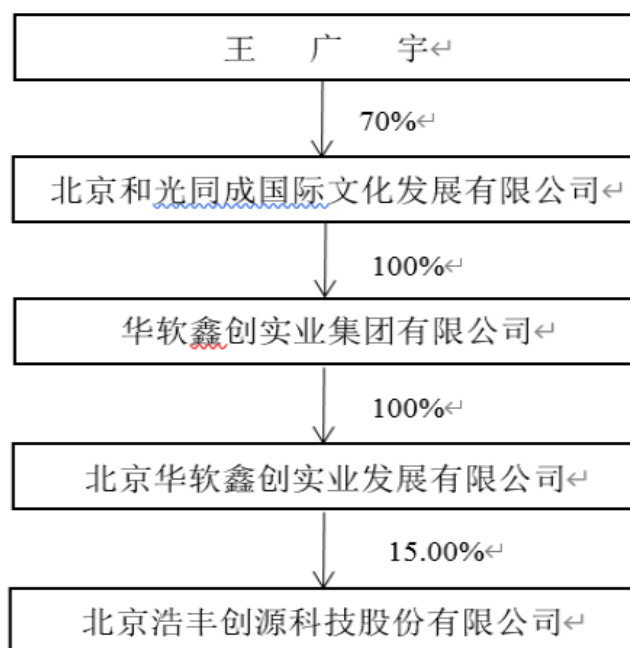 王 广 宇
70%
北京和光同成国际文化发展有限公司
100%
华软鑫创实业集团有限公司
100%
北京华软鑫创实业发展有限公司
15.00%
北京浩丰创源科技股份有限公司